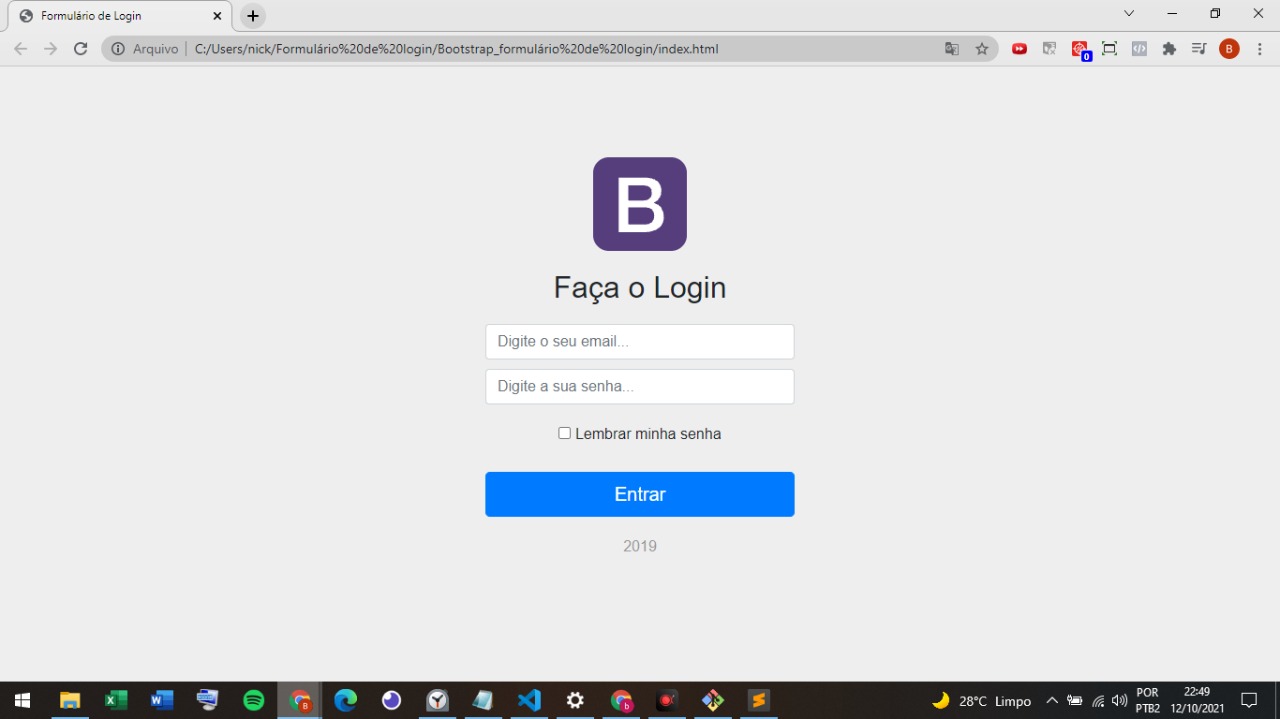 Formulário de Login
Arquivo
C:/Users/nick/Formulário%20de%20login/Bootstrap_formulário%20de%20login/index.html
0
B
B
Faça o Login
Digite o seu email...
Digite a sua senha...
Lembrar minha senha
Entrar
2019
28°C Limpo
POR
PTB2
22:49
12/10/2021